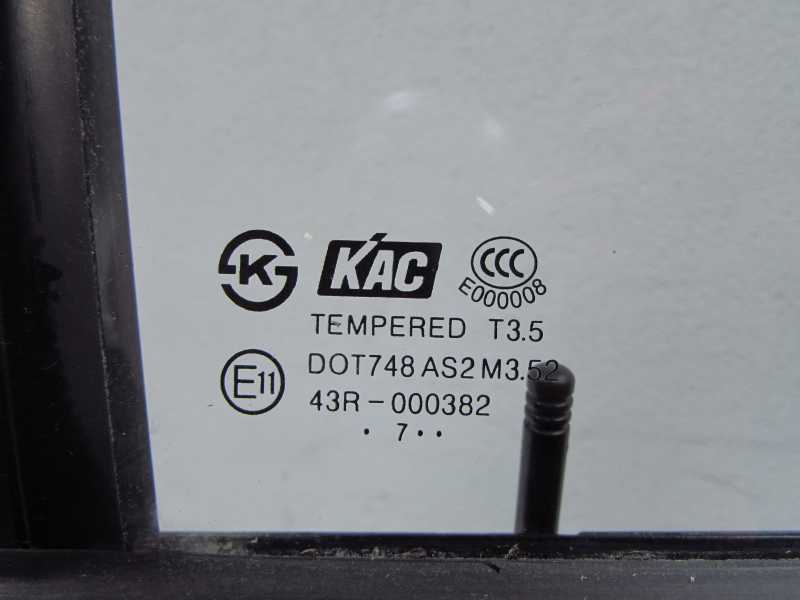 K KAC CCC
E000008
TEMPERED T3.5
E11 DOT748 AS2 M3.52
43R-000382
. 7 . .